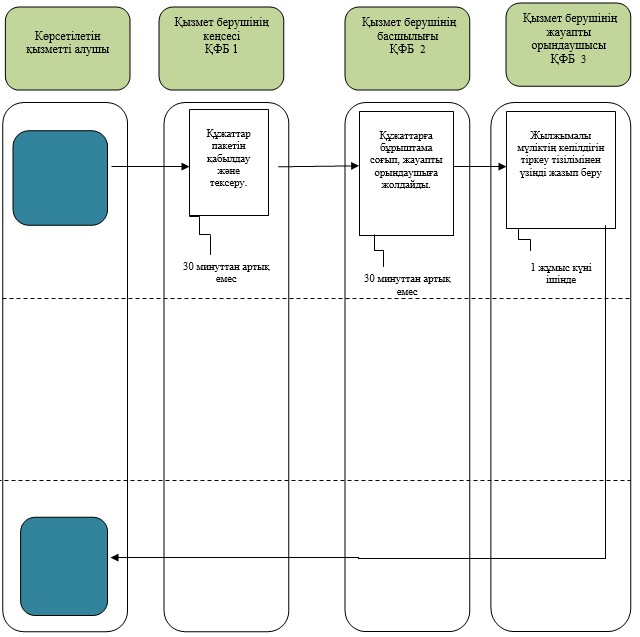 Көрсетілетін
қызметті алушы
Қызмет берушінің
кеңсесі
ҚФБ 1
Қызмет берушінің
басшылығы
ҚФБ 2
Қызмет берушінің
жауапты
орындаушысы
ҚФБ 3
Құжаттар
пакетін
қабылдау
және
тексеру.
Құжаттарға
бұрыштама
соғып, жауапты
орындаушыға
жолдайды.
Жылжымалы
мүліктің кепілдігін
тіркеу тізілімінен
үзінді жазып беру
30 минуттан артық
емес
30 минуттан артық
емес
1 жұмыс күні
ішінде